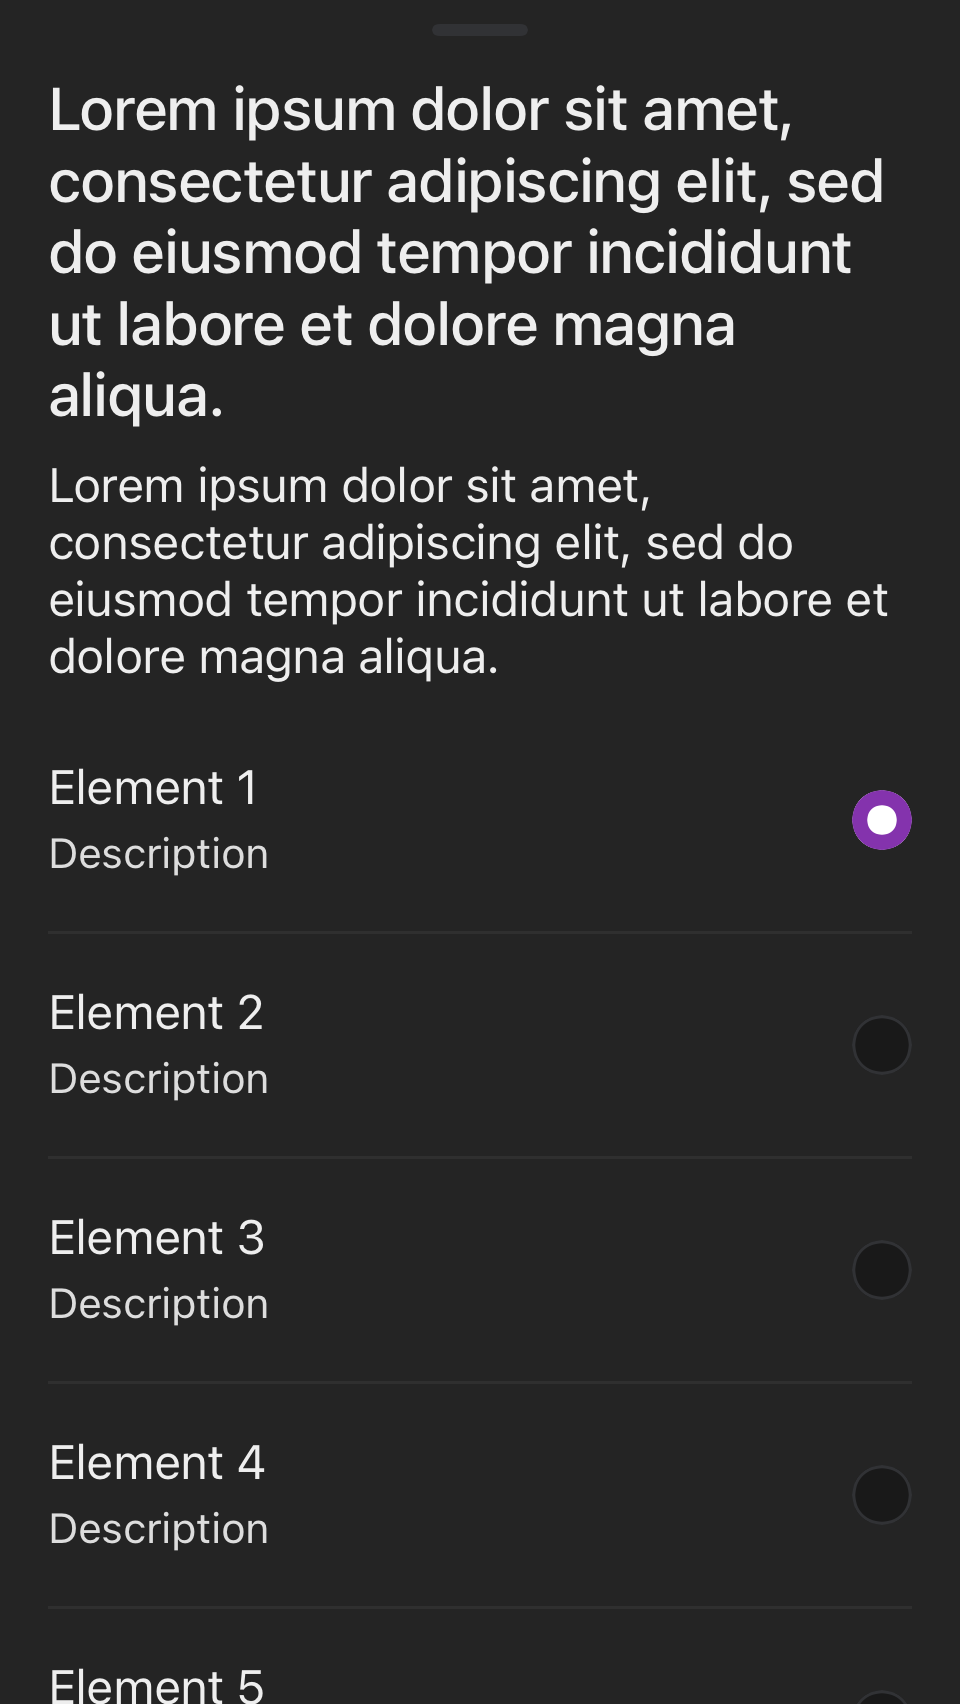 Lorem ipsum dolor sit amet,
consectetur adipiscing elit, sed
do eiusmod tempor incididunt
ut labore et dolore magna
aliqua.
Lorem ipsum dolor sit amet,
consectetur adipiscing elit, sed do
eiusmod tempor incididunt ut labore et
dolore magna aliqua.
Element 1
Description
Element 2
Description
Element 3
Description
Element 4
Description
Element 5